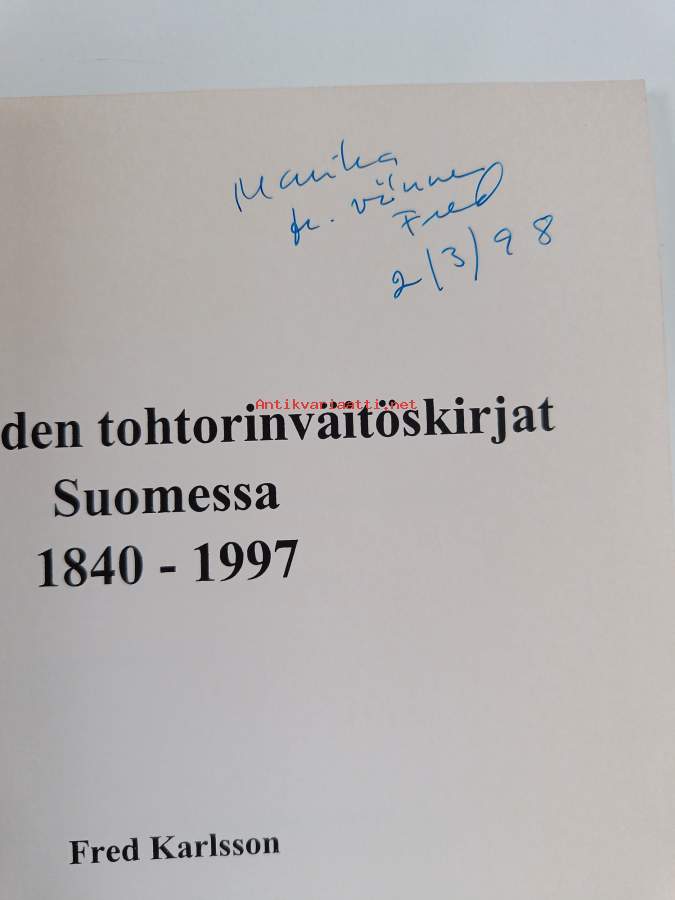 Marika
fr. vännen
Fred
2/3/98
Antikvariaatti.net
den tohtorinväitöskirjat
Suomessa
1840 - 1997
Fred Karlsson